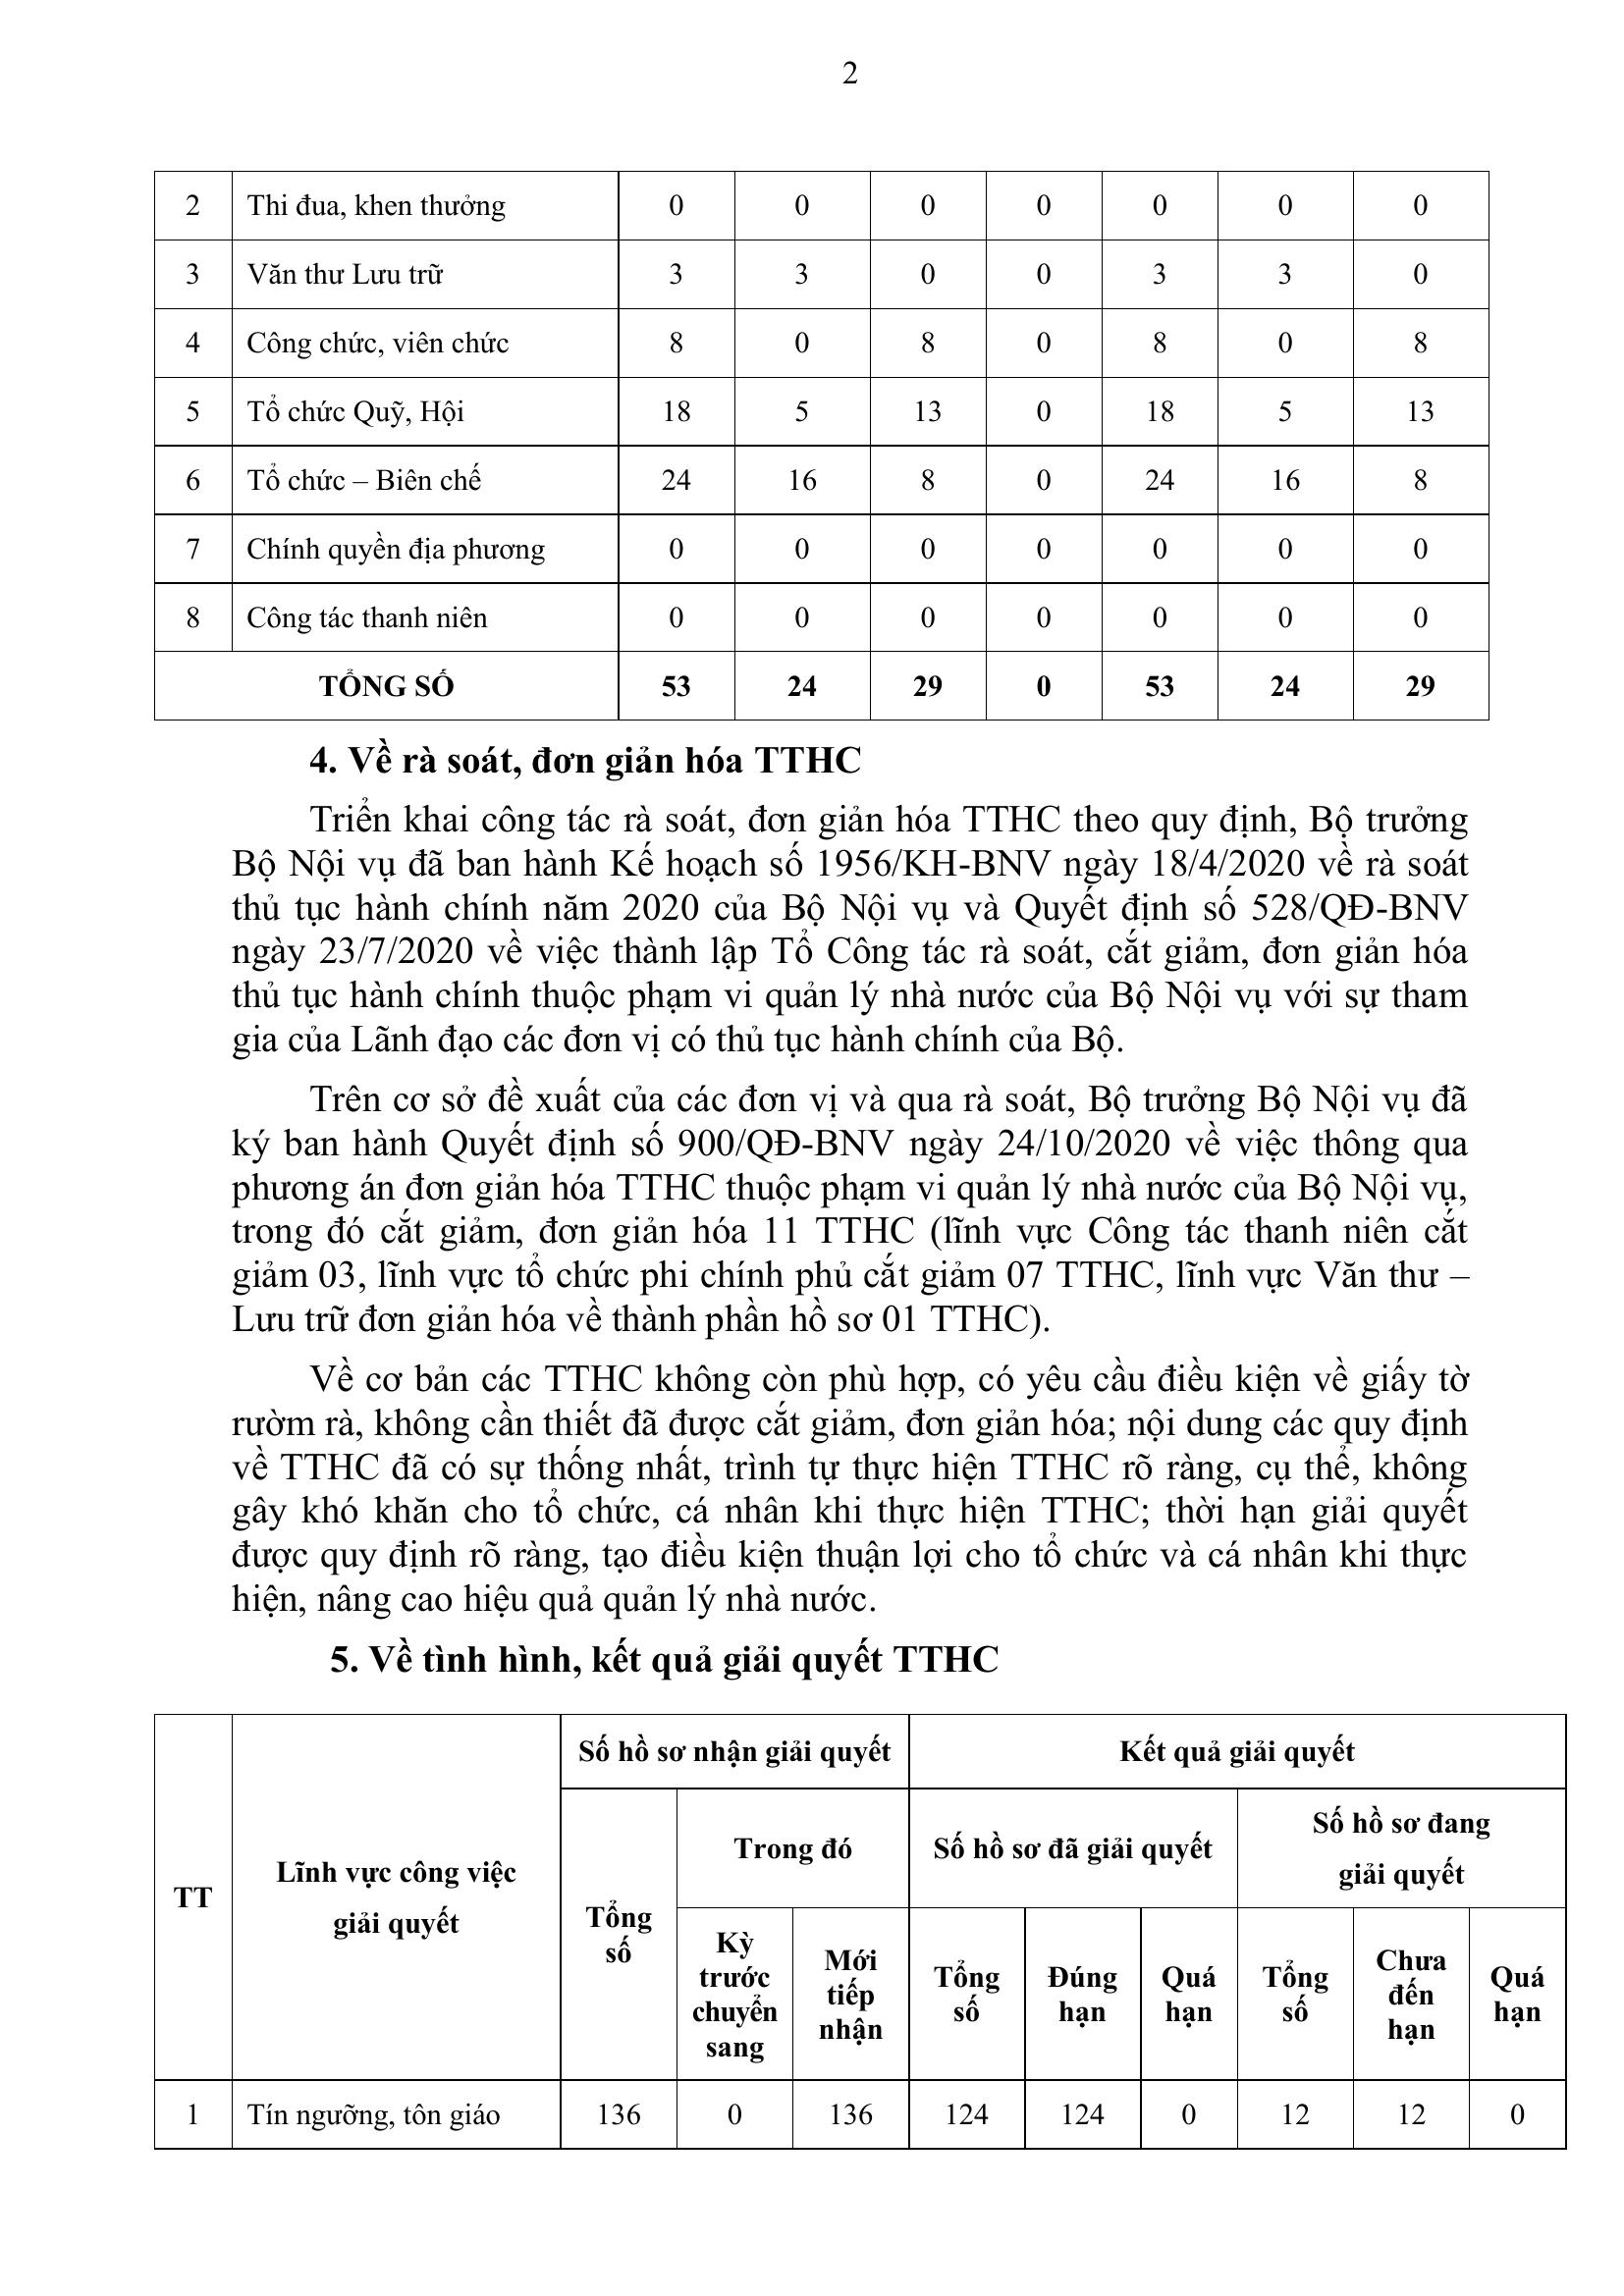 2
2 Thi đua, khen thưởng 0 0 0 0 0 0 0
3 Văn thư Lưu trữ 3 3 0 0 3 3 0
4 Công chức, viên chức 8 0 8 0 8 0 8
5 Tổ chức Quỹ, Hội 18 5 13 0 18 5 13
6 Tổ chức – Biên chế 24 16 8 0 24 16 8
7 Chính quyền địa phương 0 0 0 0 0 0 0
8 Công tác thanh niên 0 0 0 0 0 0 0
TỔNG SỐ 53 24 29 0 53 24 29
4. Về rà soát, đơn giản hóa TTHC
Triển khai công tác rà soát, đơn giản hóa TTHC theo quy định, Bộ trưởng
Bộ Nội vụ đã ban hành Kế hoạch số 1956/KH-BNV ngày 18/4/2020 về rà soát
thủ tục hành chính năm 2020 của Bộ Nội vụ và Quyết định số 528/QĐ-BNV
ngày 23/7/2020 về việc thành lập Tổ Công tác rà soát, cắt giảm, đơn giản hóa
thủ tục hành chính thuộc phạm vi quản lý nhà nước của Bộ Nội vụ với sự tham
gia của Lãnh đạo các đơn vị có thủ tục hành chính của Bộ.
Trên cơ sở đề xuất của các đơn vị và qua rà soát, Bộ trưởng Bộ Nội vụ đã
ký ban hành Quyết định số 900/QĐ-BNV ngày 24/10/2020 về việc thông qua
phương án đơn giản hóa TTHC thuộc phạm vi quản lý nhà nước của Bộ Nội vụ,
trong đó cắt giảm, đơn giản hóa 11 TTHC (lĩnh vực Công tác thanh niên cắt
giảm 03, lĩnh vực tổ chức phi chính phủ cắt giảm 07 TTHC, lĩnh vực Văn thư –
Lưu trữ đơn giản hóa về thành phần hồ sơ 01 TTHC).
Về cơ bản các TTHC không còn phù hợp, có yêu cầu điều kiện về giấy tờ
rườm rà, không cần thiết đã được cắt giảm, đơn giản hóa; nội dung các quy định
về TTHC đã có sự thống nhất, trình tự thực hiện TTHC rõ ràng, cụ thể, không
gây khó khăn cho tổ chức, cá nhân khi thực hiện TTHC; thời hạn giải quyết
được quy định rõ ràng, tạo điều kiện thuận lợi cho tổ chức và cá nhân khi thực
hiện, nâng cao hiệu quả quản lý nhà nước.
5. Về tình hình, kết quả giải quyết TTHC
TT
Lĩnh vực công việc
giải quyết
Số hồ sơ nhận giải quyết
Kết quả giải quyết
Tổng
số
Trong đó
Số hồ sơ đã giải quyết
Số hồ sơ đang
giải quyết
Kỳ
trước
chuyển
sang
Mới
tiếp
nhận
Tổng
số
Đúng
hạn
Quá
hạn
Tổng
số
Chưa
đến
hạn
Quá
hạn
1 Tín ngưỡng, tôn giáo 136 0 136 124 124 0 12 12 0